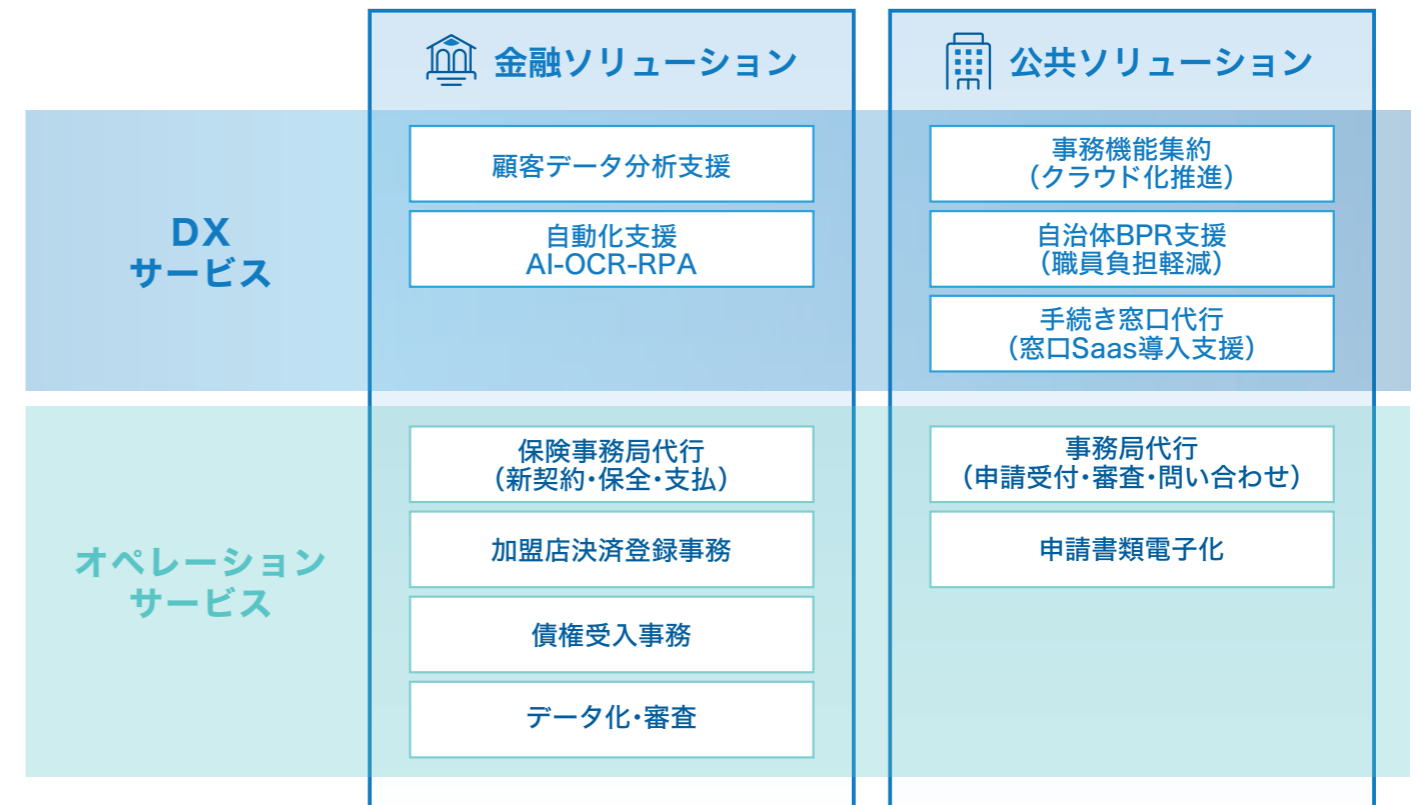 金融ソリューション
公共ソリューション
DX
サービス
顧客データ分析支援
自動化支援
AI-OCR-RPA
事務機能集約
（クラウド化推進）
自治体BPR支援
（職員負担軽減）
手続き窓口代行
（窓口Saas導入支援）
オペレーション
サービス
保険事務局代行
（新契約・保全・支払）
加盟店決済登録事務
債権受入事務
データ化・審査
事務局代行
（申請受付・審査・問い合わせ）
申請書類電子化